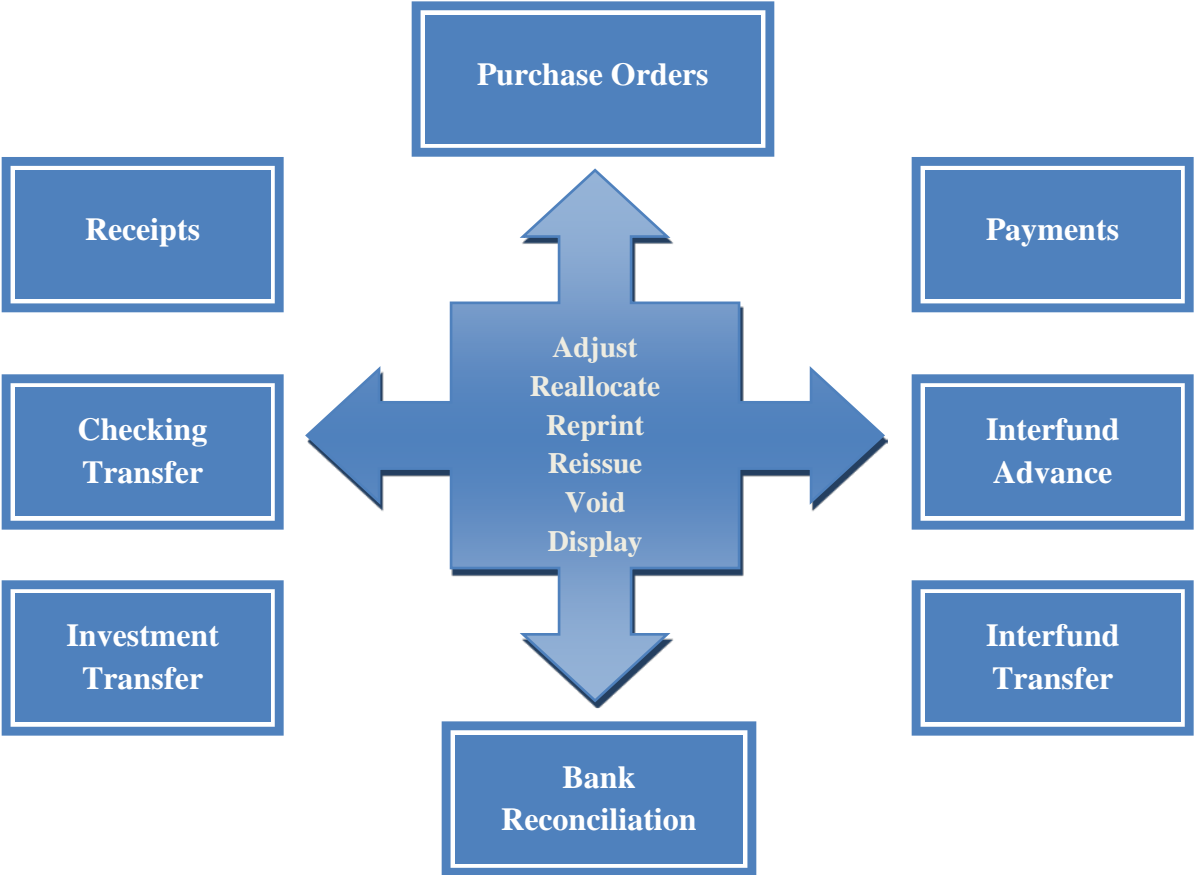 Purchase Orders
Receipts
Payments
Adjust
Reallocate
Reprint
Reissue
Void
Display
Checking
Transfer
Interfund
Advance
Investment
Transfer
Interfund
Transfer
Bank
Reconciliation